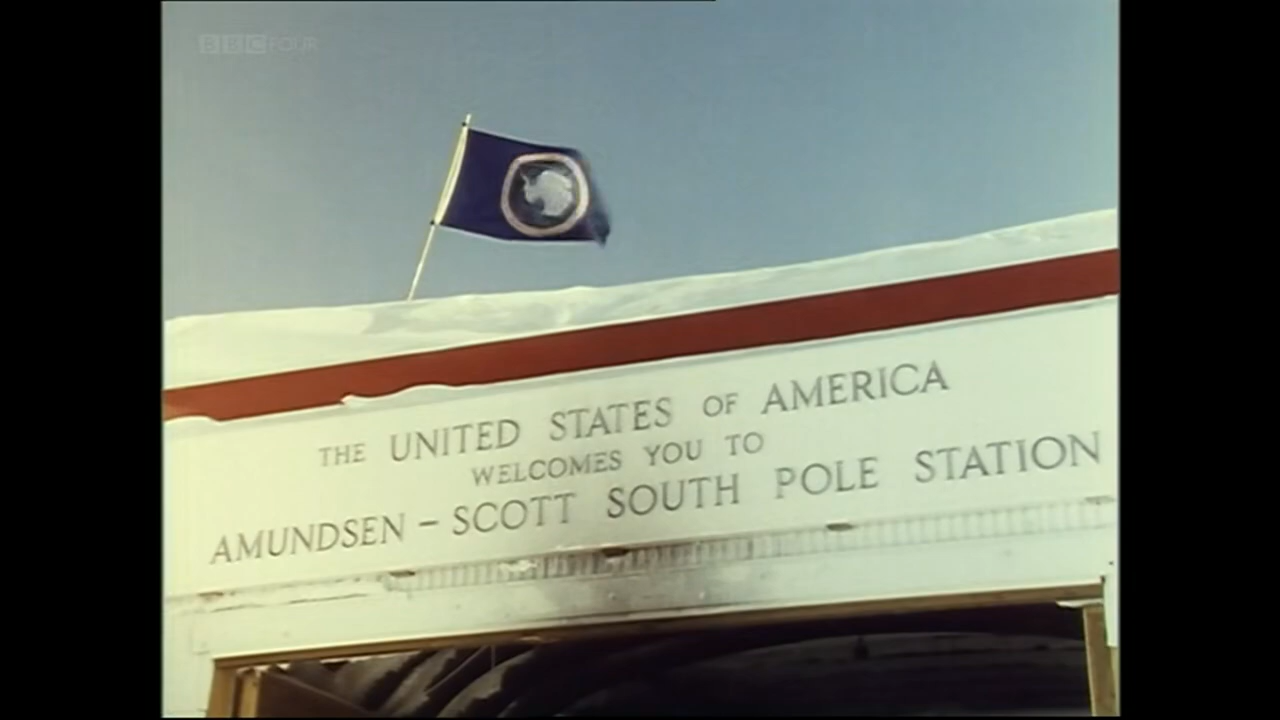 BBC FOUR
THE UNITED STATES OF AMERICA
WELCOMES YOU TO
AMUNDSEN - SCOTT SOUTH POLE STATION